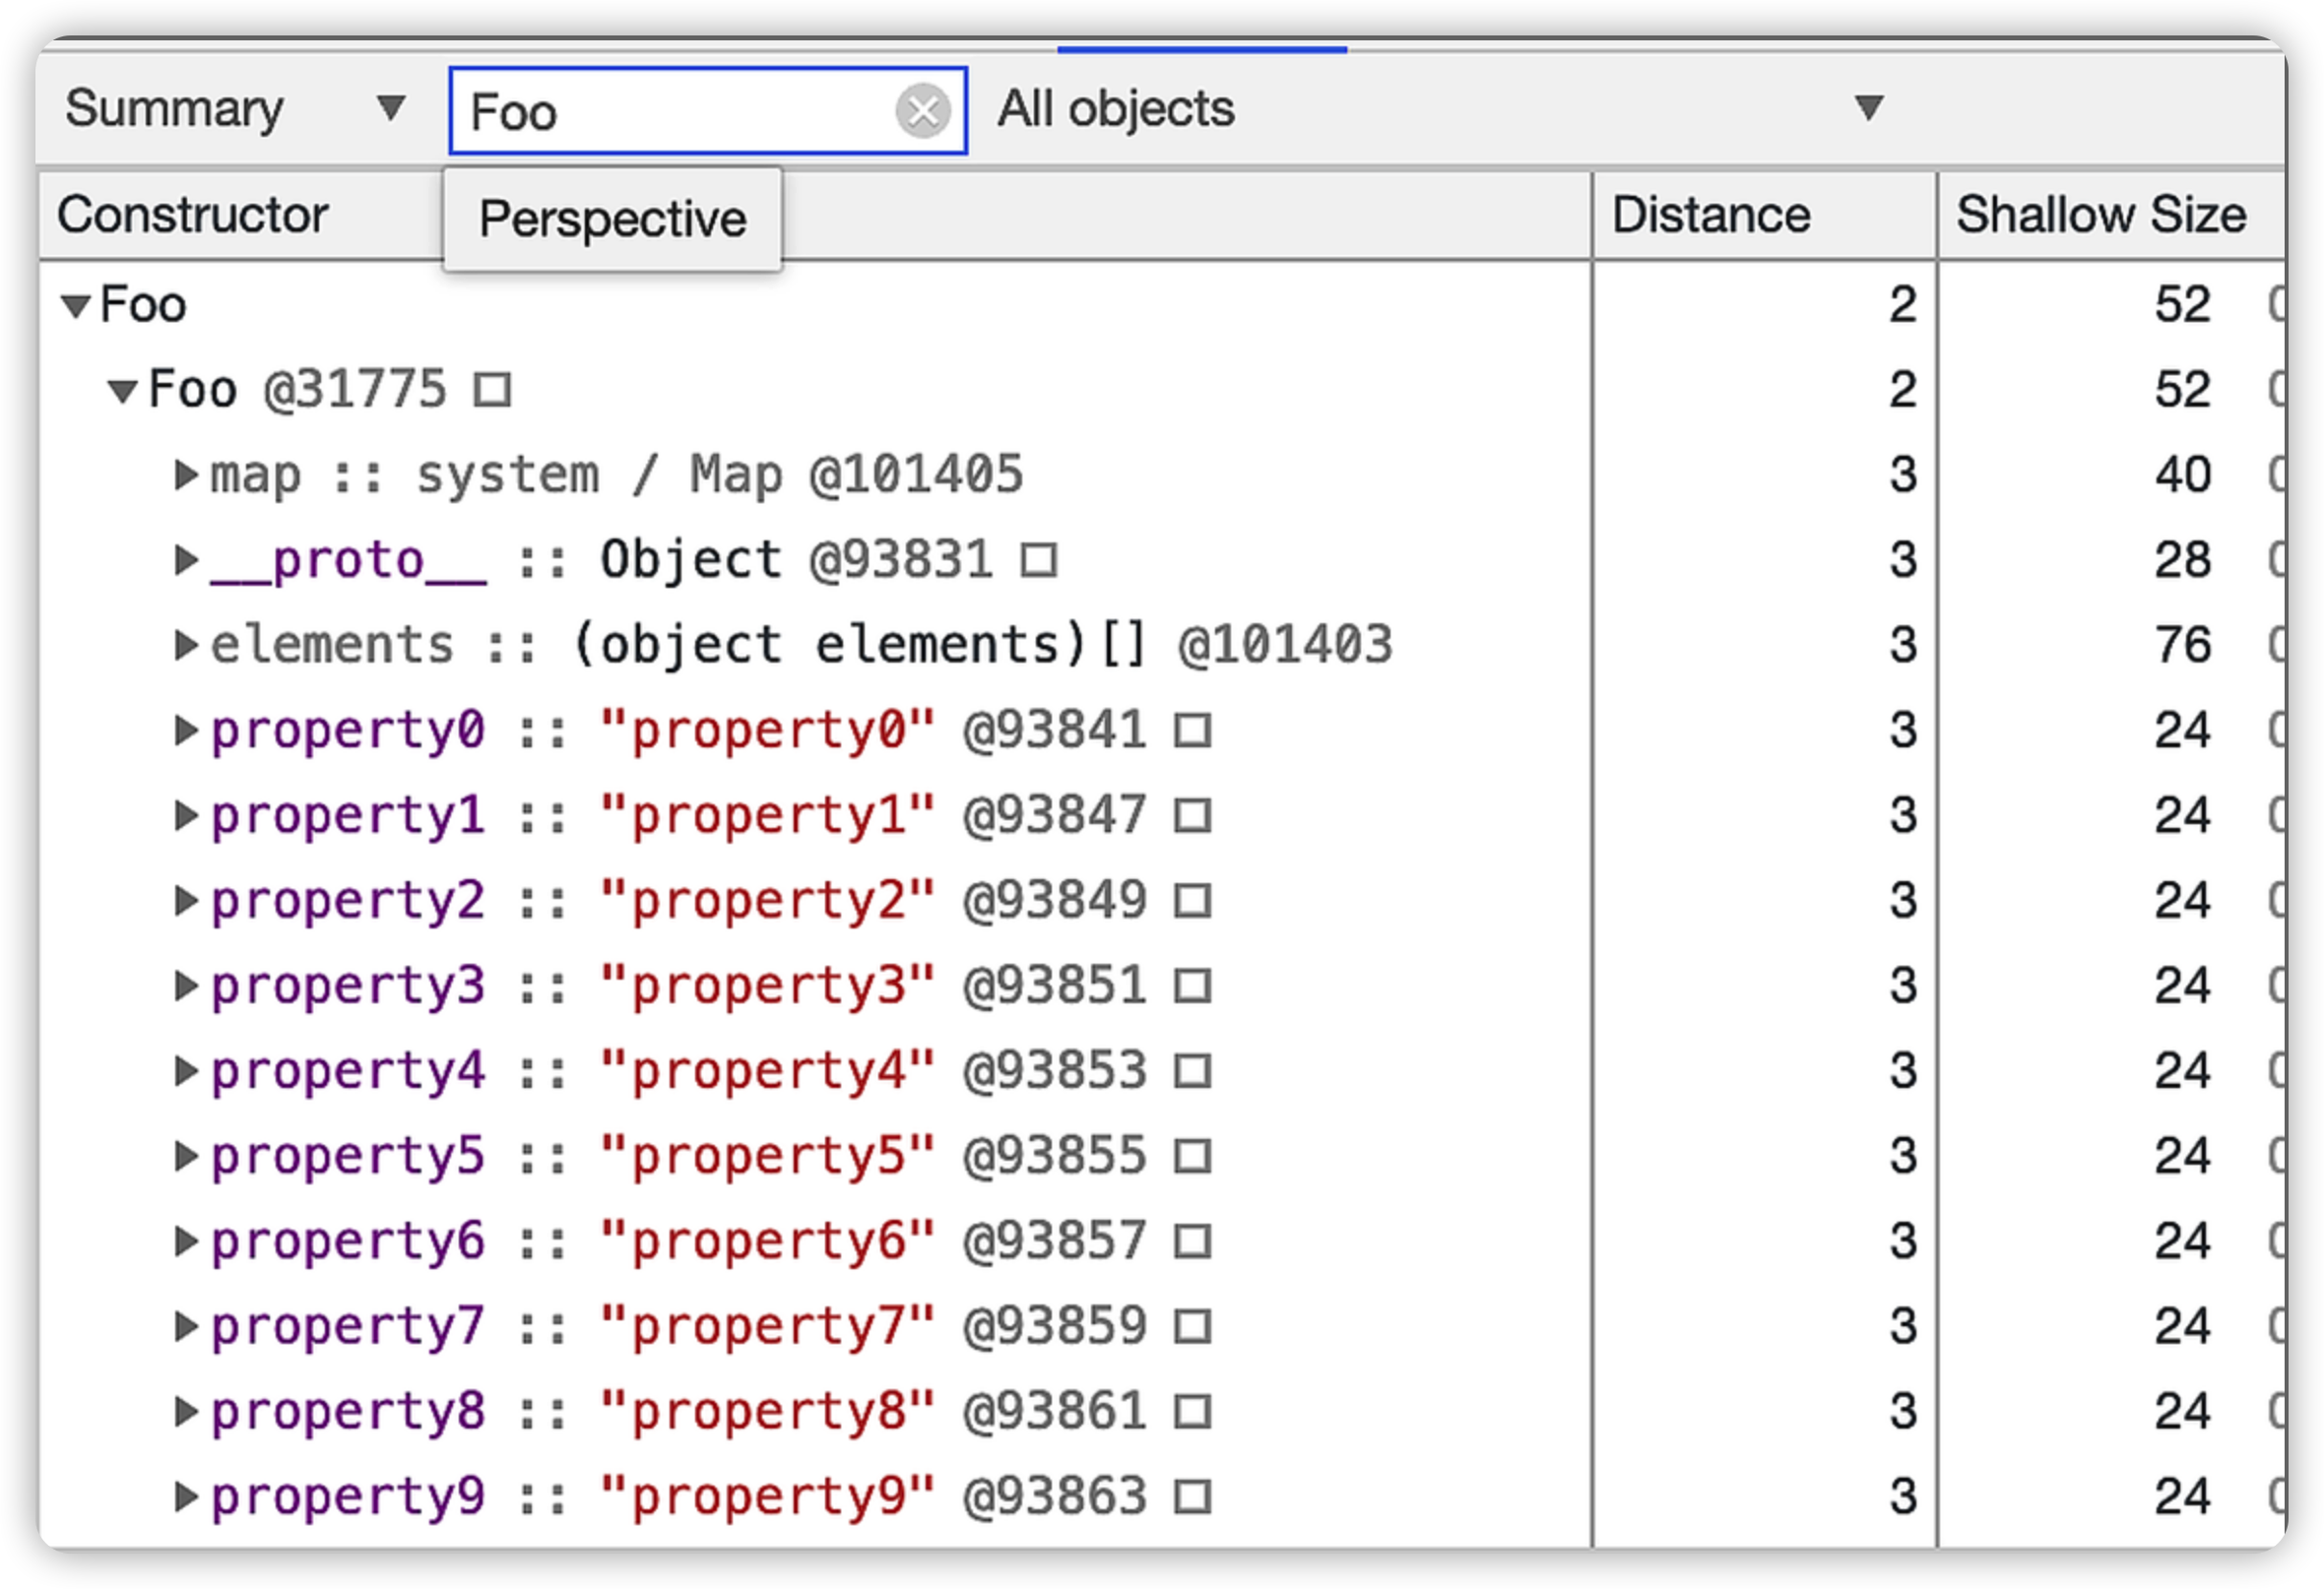 Summary Foo All objects
Constructor Perspective Distance Shallow Size
Foo 2 52
Foo @31775 2 52
map :: system / Map @101405 3 40
__proto__ :: Object @93831 3 28
elements :: (object elements)[] @101403 3 76
property0 :: "property0" @93841 3 24
property1 :: "property1" @93847 3 24
property2 :: "property2" @93849 3 24
property3 :: "property3" @93851 3 24
property4 :: "property4" @93853 3 24
property5 :: "property5" @93855 3 24
property6 :: "property6" @93857 3 24
property7 :: "property7" @93859 3 24
property8 :: "property8" @93861 3 24
property9 :: "property9" @93863 3 24